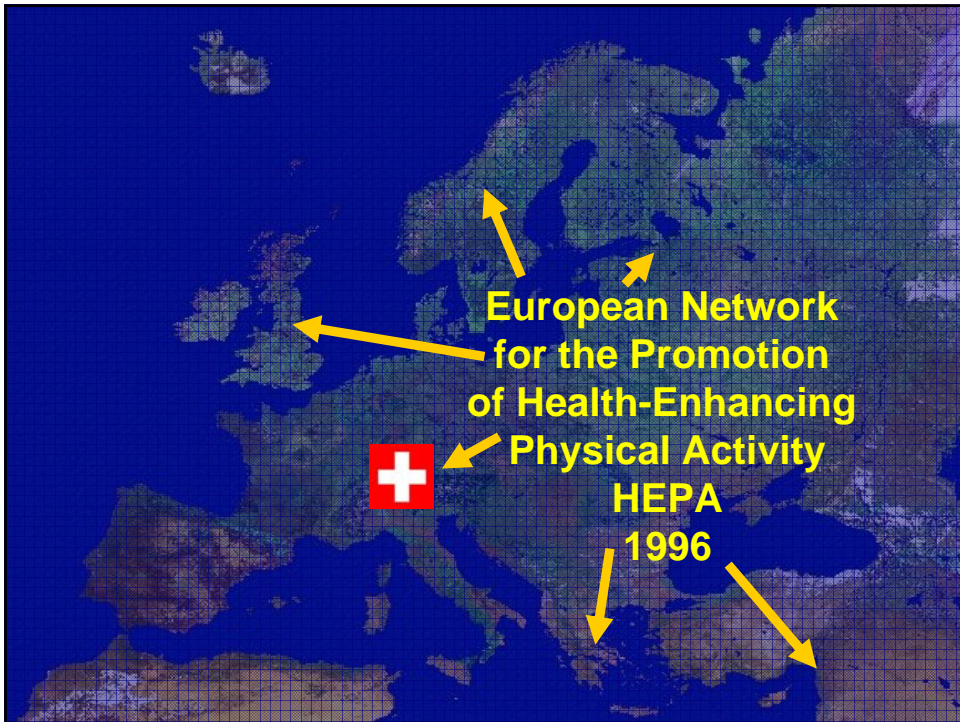 European Network
for the Promotion
of Health-Enhancing
Physical Activity
HEPA
1996